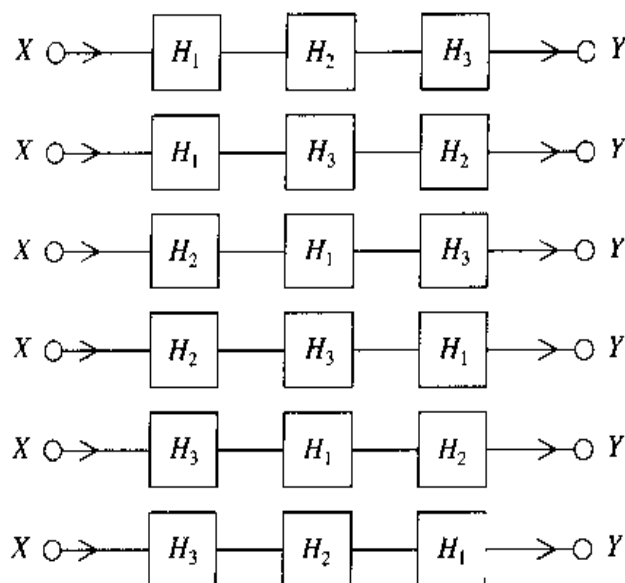 X H₁ H₂ H₃ Y
X H₁ H₃ H₂ Y
X H₂ H₁ H₃ Y
X H₂ H₃ H₁ Y
X H₃ H₁ H₂ Y
X H₃ H₂ H₁ Y